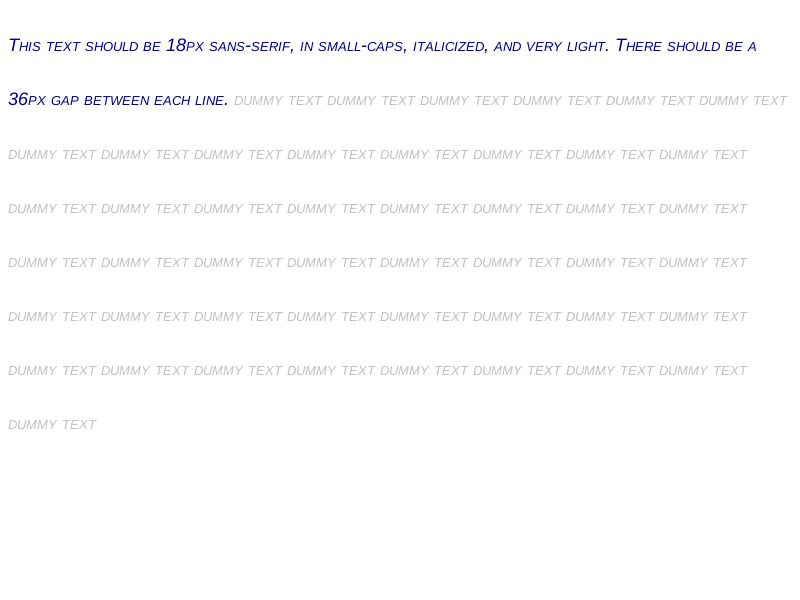 This text should be 18px sans-serif, in small-caps, italicized, and very light. There should be a
36px gap between each line. dummy text dummy text dummy text dummy text dummy text dummy text
dummy text dummy text dummy text dummy text dummy text dummy text dummy text dummy text
dummy text dummy text dummy text dummy text dummy text dummy text dummy text dummy text
dummy text dummy text dummy text dummy text dummy text dummy text dummy text dummy text
dummy text dummy text dummy text dummy text dummy text dummy text dummy text dummy text
dummy text dummy text dummy text dummy text dummy text dummy text dummy text dummy text
dummy text